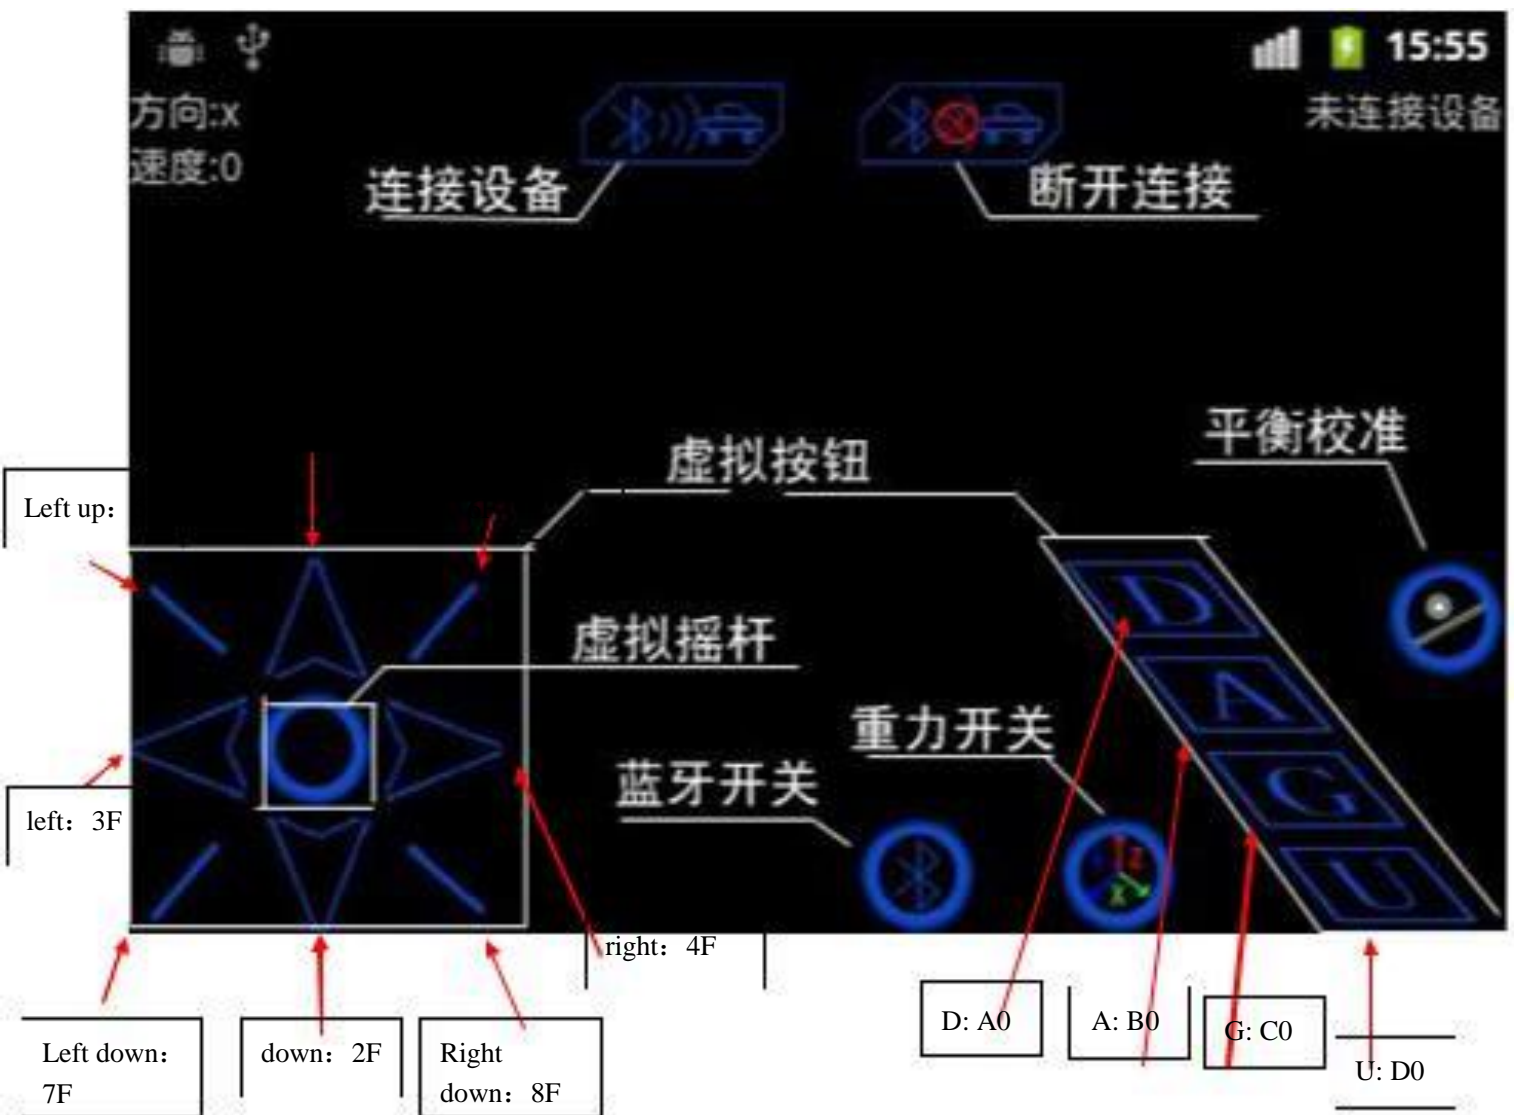 15:55
方向:x
未连接设备
速度:0
连接设备
断开连接
平衡校准
虚拟按钮
Left up：
D
虚拟摇杆
A
重力开关
蓝牙开关
G
left：3F
Z
X
U
right：4F
D: A0
A: B0
G: C0
Left down：
7F
down：2F
Right
down：8F
U: D0